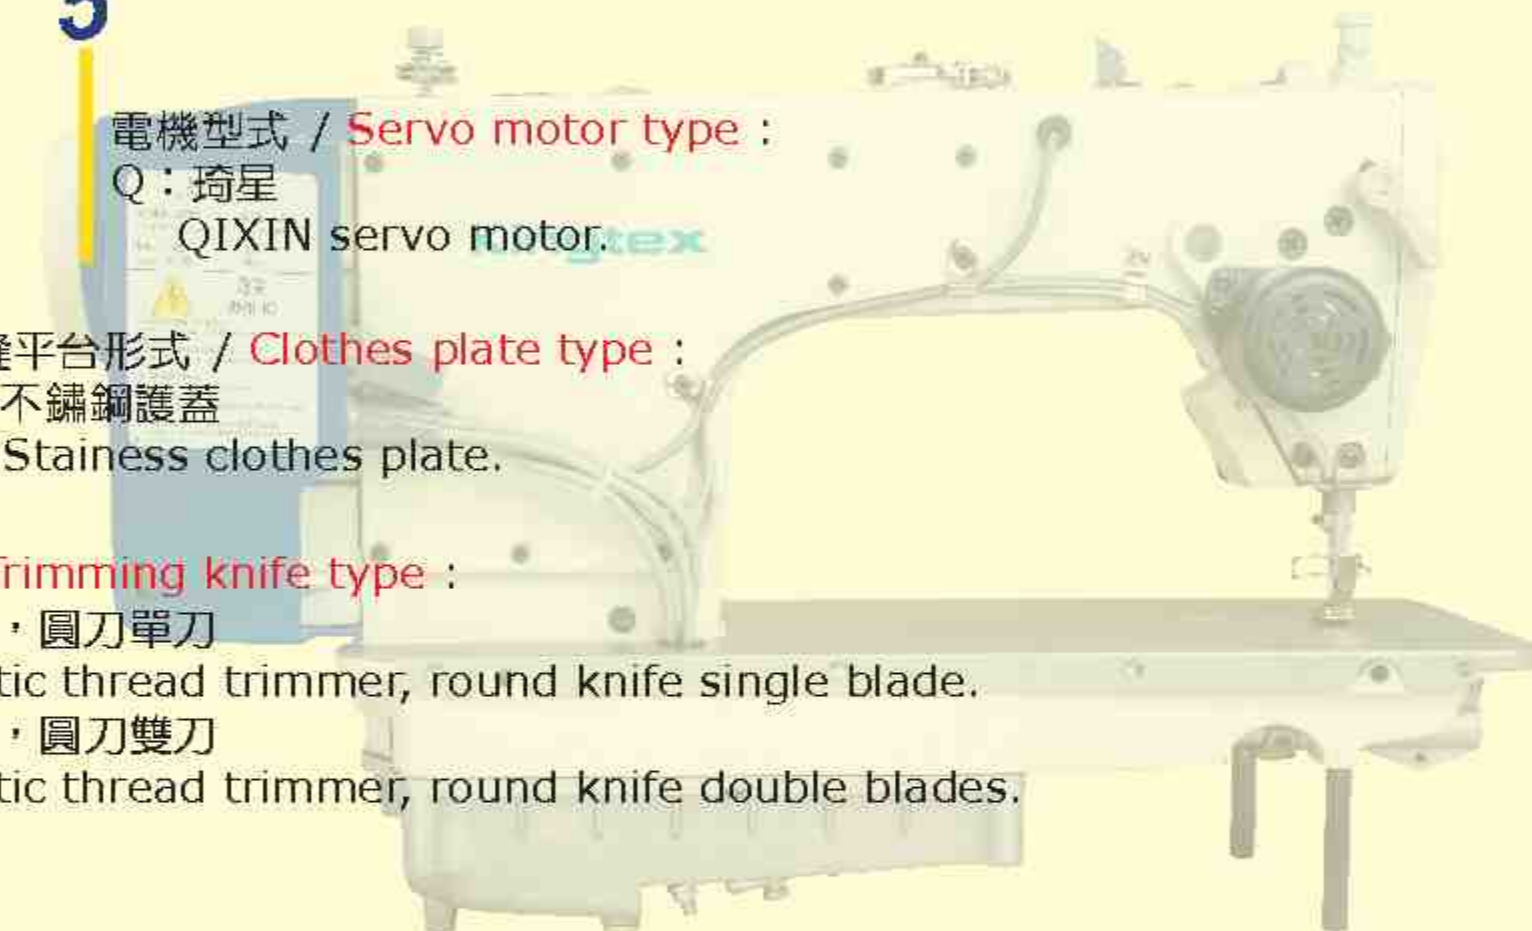 5
電機型式 / Servo motor type :
Q：琦星
QIXIN servo motor.
縫平台形式 / Clothes plate type :
不鏽鋼護蓋
Stainess clothes plate.
Trimming knife type :
，圓刀單刀
tic thread trimmer, round knife single blade.
，圓刀雙刀
tic thread trimmer, round knife double blades.